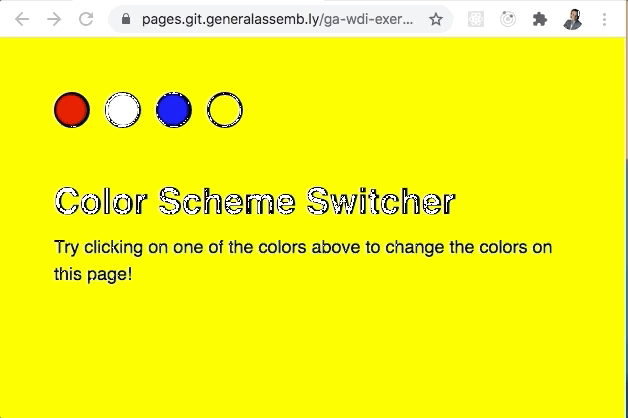 pages.git.generalassemb.ly/ga-wdi-exer...
Color Scheme Switcher
Try clicking on one of the colors above to change the colors on
this page!